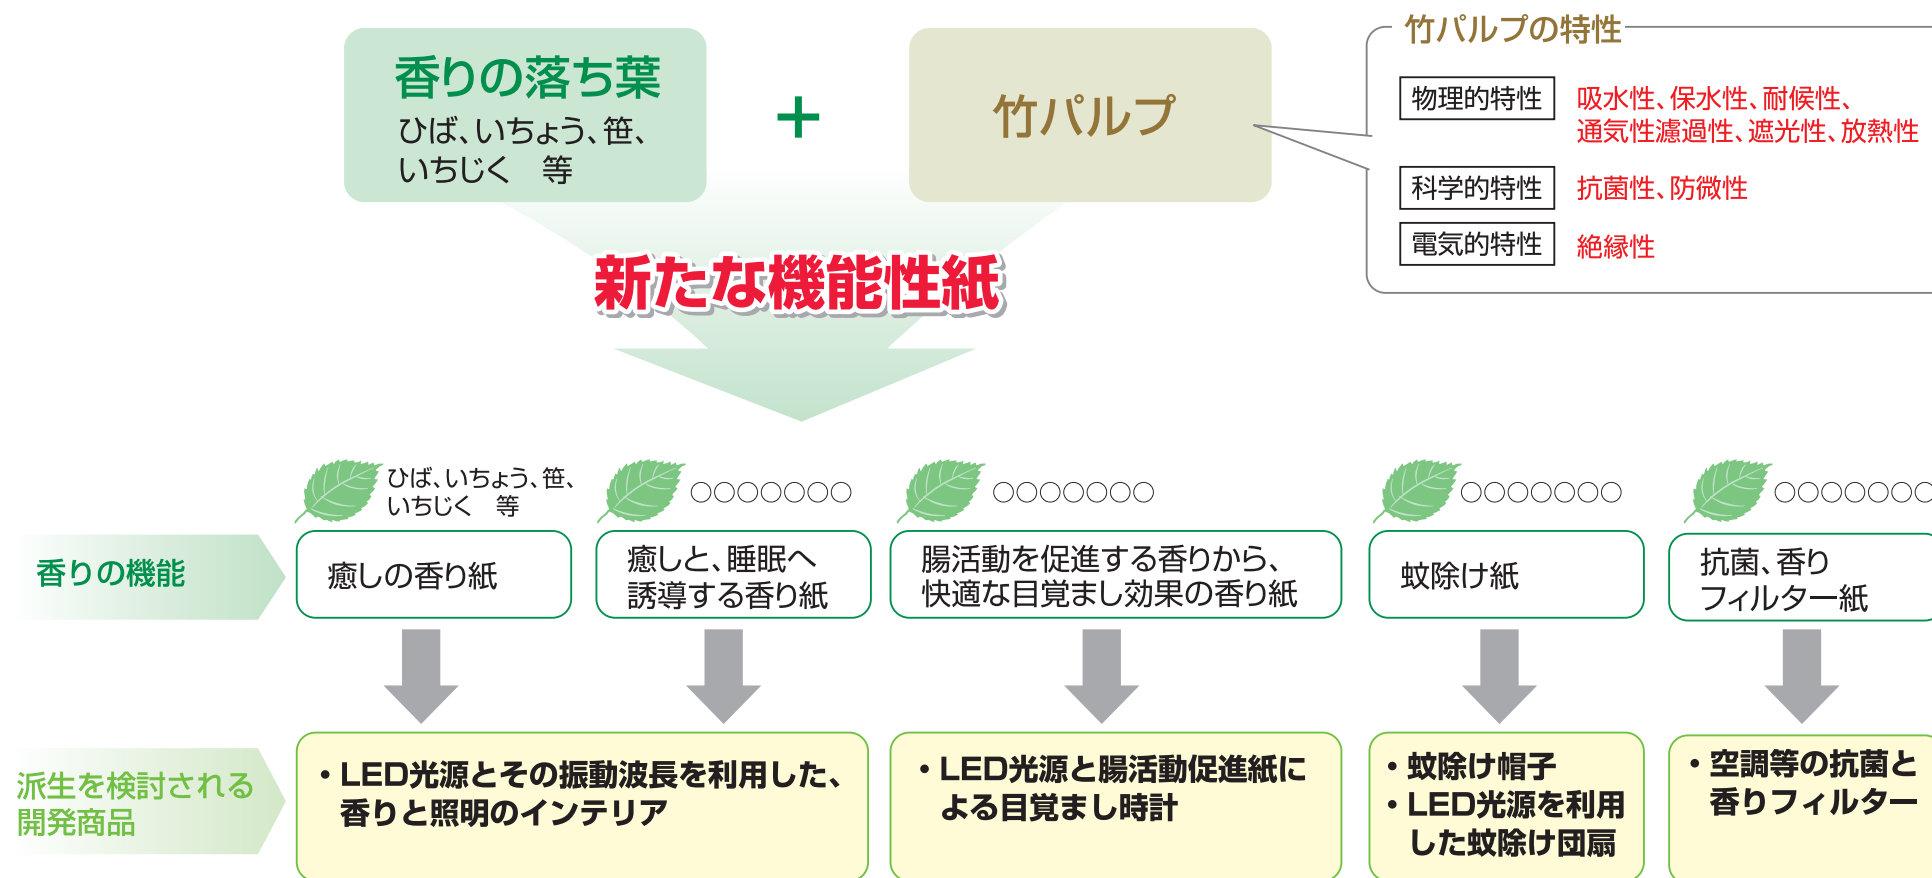 香りの落ち葉
ひば、いちょう、笹、
いちじく　等
+
竹パルプ
竹パルプの特性
物理的特性
吸水性、保水性、耐候性、
通気性濾過性、遮光性、放熱性
科学的特性
抗菌性、防微性
電気的特性
絶縁性
新たな機能性紙
ひば、いちょう、笹、
いちじく　等
○○○○○○○
○○○○○○○
○○○○○○○
○○○○○○○
香りの機能
癒しの香り紙
癒しと、睡眠へ
誘導する香り紙
腸活動を促進する香りから、
快適な目覚まし効果の香り紙
蚊除け紙
抗菌、香り
フィルター紙
派生を検討される
開発商品
・LED光源とその振動波長を利用した、
香りと照明のインテリア
・LED光源と腸活動促進紙に
よる目覚まし時計
・蚊除け帽子
・LED光源を利用
した蚊除け団扇
・空調等の抗菌と
香りフィルター